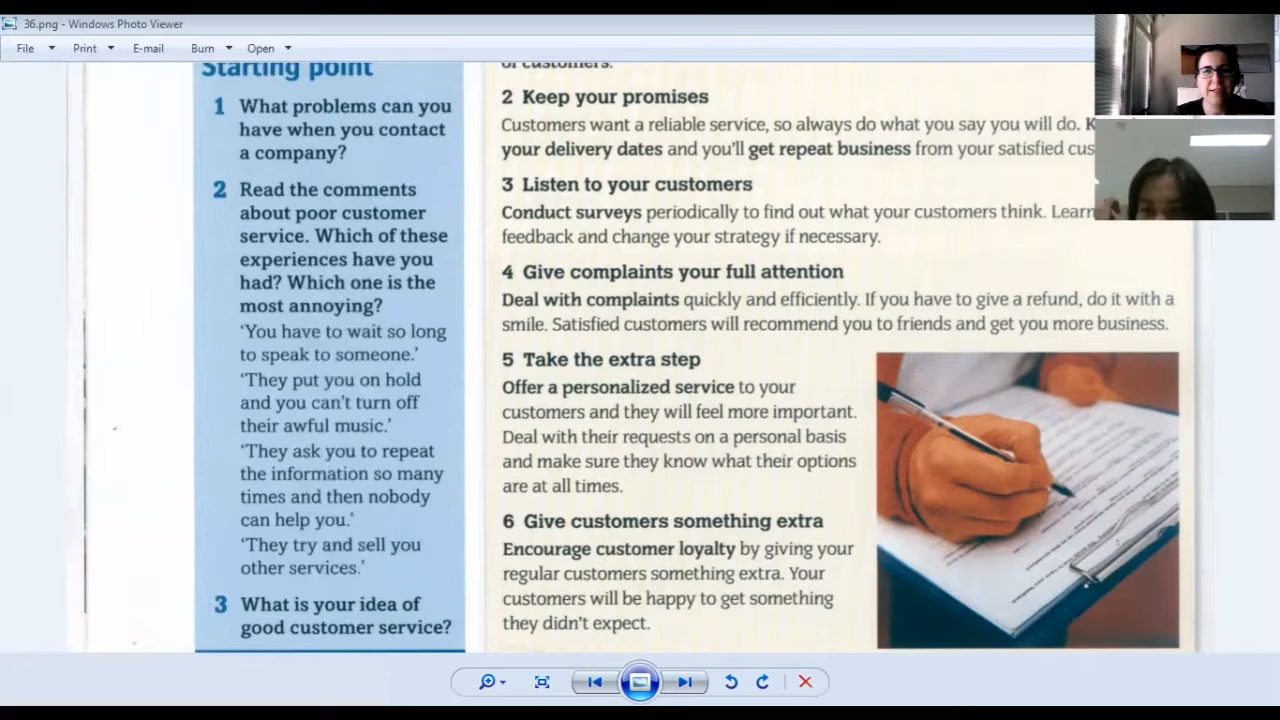 36.png - Windows Photo Viewer
File
Print
E-mail
Burn
Open
Starting point
1 What problems can you
have when you contact
a company?
2 Read the comments
about poor customer
service. Which of these
experiences have you
had? Which one is the
most annoying?
‘You have to wait so long
to speak to someone.’
‘They put you on hold
and you can't turn off
their awful music.’
‘They ask you to repeat
the information so many
times and then nobody
can help you.’
‘They try and sell you
other services.’
3 What is your idea of
good customer service?
of customers.
2 Keep your promises
Customers want a reliable service, so always do what you say you will do.
your delivery dates and you'll get repeat business from your satisfied
3 Listen to your customers
Conduct surveys periodically to find out what your customers think. Learn
feedback and change your strategy if necessary.
4 Give complaints your full attention
Deal with complaints quickly and efficiently. If you have to give a refund, do it with a
smile. Satisfied customers will recommend you to friends and get you more business.
5 Take the extra step
Offer a personalized service to your
customers and they will feel more important.
Deal with their requests on a personal basis
and make sure they know what their options
are at all times.
6 Give customers something extra
Encourage customer loyalty by giving your
regular customers something extra. Your
customers will be happy to get something
they didn't expect.